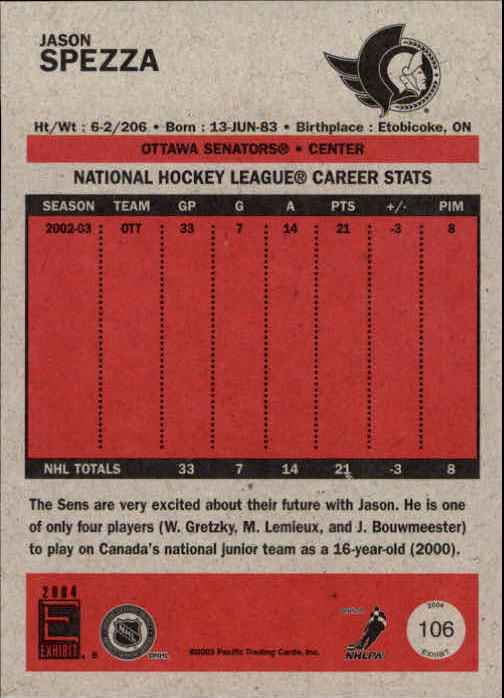 JASON
SPEZZA
Ht/Wt : 6-2/206 • Born : 13-JUN-83 • Birthplace : Etobicoke, ON
OTTAWA SENATORS® • CENTER
NATIONAL HOCKEY LEAGUE® CAREER STATS
SEASON TEAM GP G A PTS +/- PIM
2002-03 OTT 33 7 14 21 -3 8
NHL TOTALS 33 7 14 21 -3 8
The Sens are very excited about their future with Jason. He is one
of only four players (W. Gretzky, M. Lemieux, and J. Bouwmeester)
to play on Canada's national junior team as a 16-year-old (2000).
2004
E
EXHIBIT
NHL
©NHL
©2003 Pacific Trading Cards, Inc.
NHLPA
2004
106
EXHIBIT